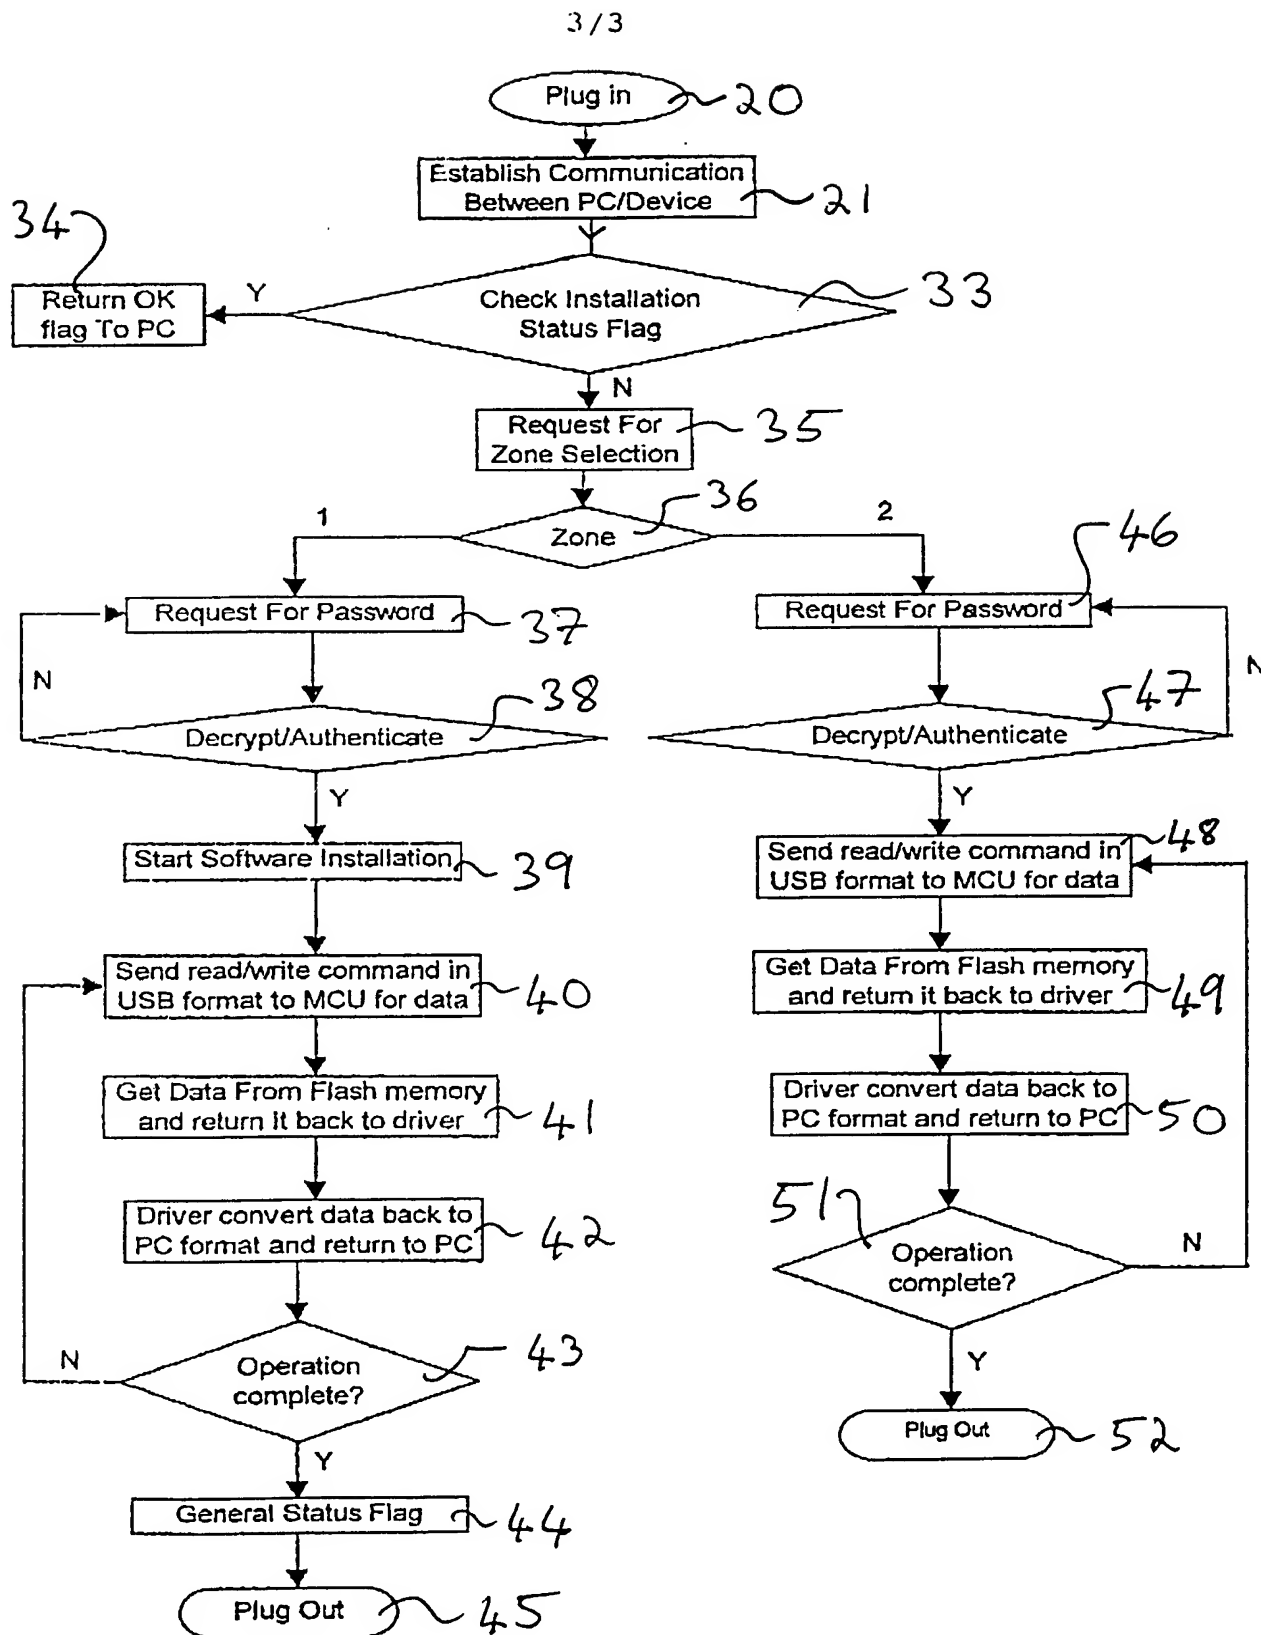 3/3
Plug in
20
Establish Communication
Between PC/Device
21
34
Return OK
flag To PC
Y
Check Installation
Status Flag
33
N
Request For
Zone Selection
35
1
Zone
36
2
Request For Password
37
N
Decrypt/Authenticate
38
Y
Start Software Installation
39
Send read/write command in
USB format to MCU for data
40
Get Data From Flash memory
and return it back to driver
41
Driver convert data back to
PC format and return to PC
42
Operation
complete?
43
N
Y
General Status Flag
44
Plug Out
45
Request For Password
46
N
Decrypt/Authenticate
47
Y
Send read/write command in
USB format to MCU for data
48
Get Data From Flash memory
and return it back to driver
49
Driver convert data back to
PC format and return to PC
50
51
Operation
complete?
N
Y
Plug Out
52